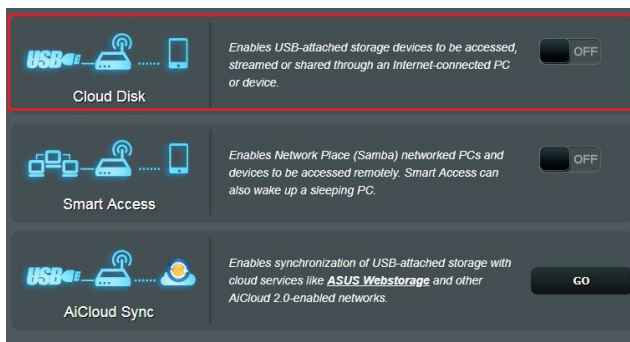 USB
Cloud Disk
Enables USB-attached storage devices to be accessed,
streamed or shared through an Internet-connected PC
or device.
OFF
Smart Access
Enables Network Place (Samba) networked PCs and
devices to be accessed remotely. Smart Access can
also wake up a sleeping PC.
OFF
USB
AiCloud Sync
Enables synchronization of USB-attached storage with
cloud services like ASUS Webstorage and other
AiCloud 2.0-enabled networks.
GO